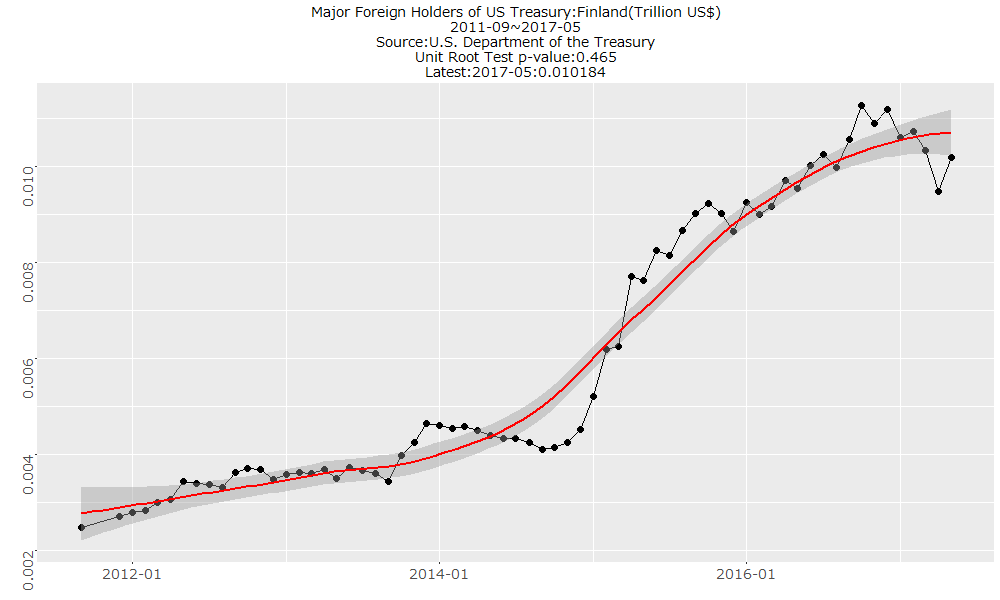 Major Foreign Holders of US Treasury:Finland(Trillion US$)
2011-09~2017-05
Source:U.S. Department of the Treasury
Unit Root Test p-value:0.465
Latest:2017-05:0.010184
0.010
0.008
0.006
0.004
0.002
2012-01
2014-01
2016-01